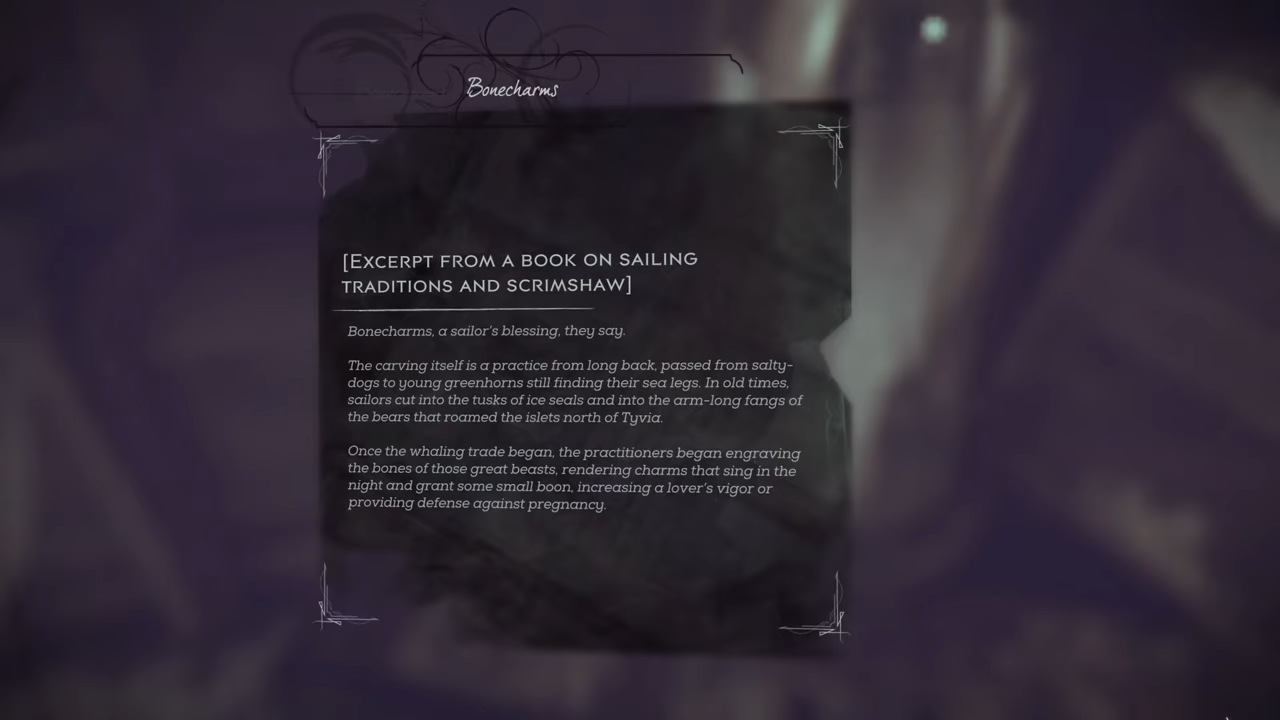 Bonecharms
[Excerpt from a book on sailing
traditions and scrimshaw]
Bonecharms, a sailor's blessing, they say.
The carving itself is a practice from long back, passed from salty-
dogs to young greenhorns still finding their sea legs. In old times,
sailors cut into the tusks of ice seals and into the arm-long fangs of
the bears that roamed the islets north of Tyvia.
Once the whaling trade began, the practitioners began engraving
the bones of those great beasts, rendering charms that sing in the
night and grant some small boon, increasing a lover's vigor or
providing defense against pregnancy.